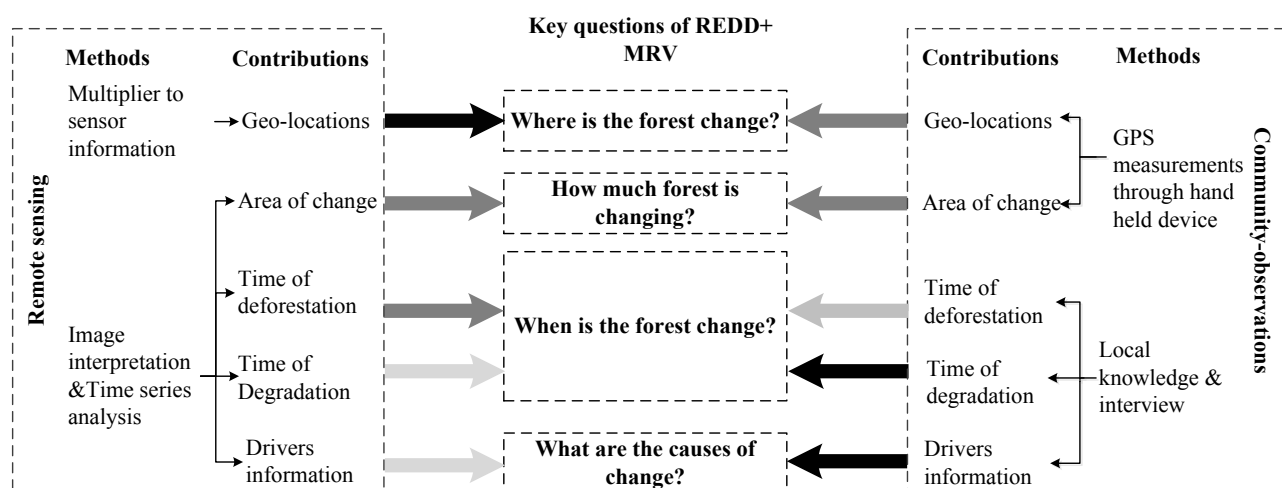 Key questions of REDD+
MRV
Remote sensing
Methods
Contributions
Multiplier to
sensor
information
Geo-locations
Area of change
Time of
deforestation
Image
interpretation
&Time series
analysis
Time of
Degradation
Drivers
information
Where is the forest change?
How much forest is
changing?
When is the forest change?
What are the causes of
change?
Contributions
Methods
Geo-locations
GPS
measurements
through hand
held device
Area of change
Time of
deforestation
Time of
degradation
Local
knowledge &
interview
Drivers
information
Community-observations